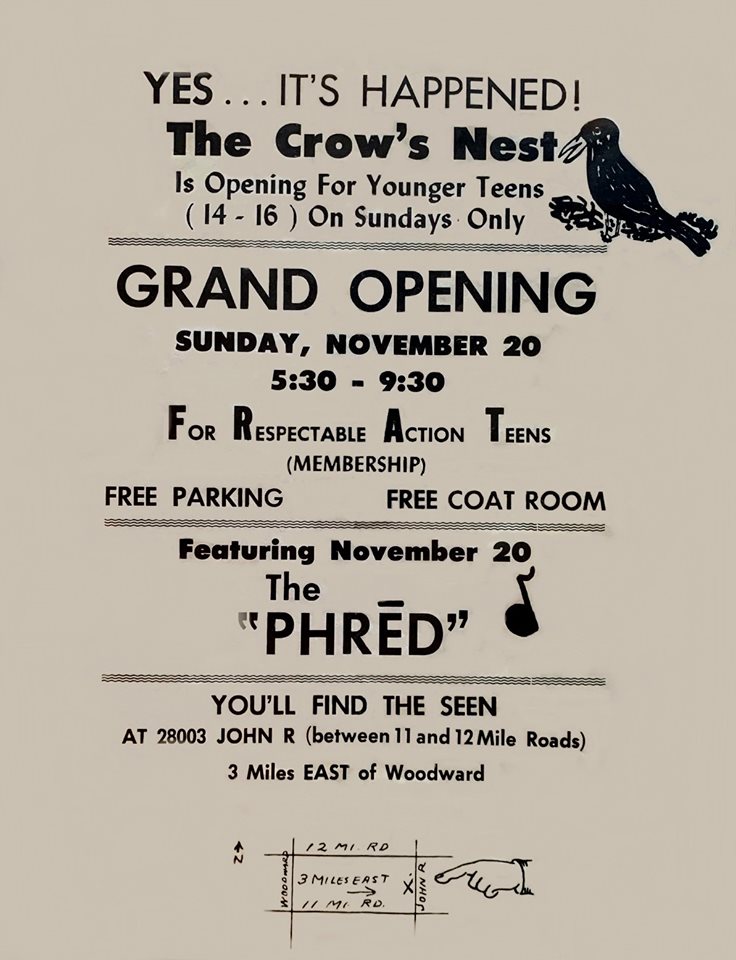 YES... IT'S HAPPENED!
The Crow's Nest
Is Opening For Younger Teens
( 14 - 16 ) On Sundays Only
GRAND OPENING
SUNDAY, NOVEMBER 20
5:30 - 9:30
FOR RESPECTABLE ACTION TEENS
(MEMBERSHIP)
FREE PARKING FREE COAT ROOM
Featuring November 20
The
"PHRĒD"
YOU'LL FIND THE SEEN
AT 28003 JOHN R (between 11 and 12 Mile Roads)
3 Miles EAST of Woodward
N
12 MI. RD
WOODWARD
3 MILES EAST
X
JOHN R.
11 MI. RD.